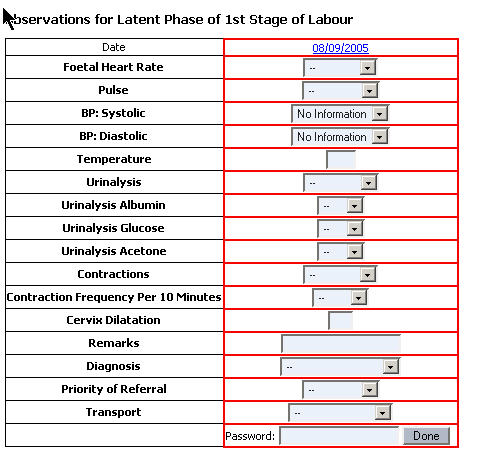 bservations for Latent Phase of 1st Stage of Labour
Date 08/09/2005
Foetal Heart Rate --
Pulse --
BP: Systolic No Information
BP: Diastolic No Information
Temperature
Urinalysis --
Urinalysis Albumin --
Urinalysis Glucose --
Urinalysis Acetone --
Contractions --
Contraction Frequency Per 10 Minutes --
Cervix Dilatation
Remarks
Diagnosis --
Priority of Referral --
Transport --
Password: Done